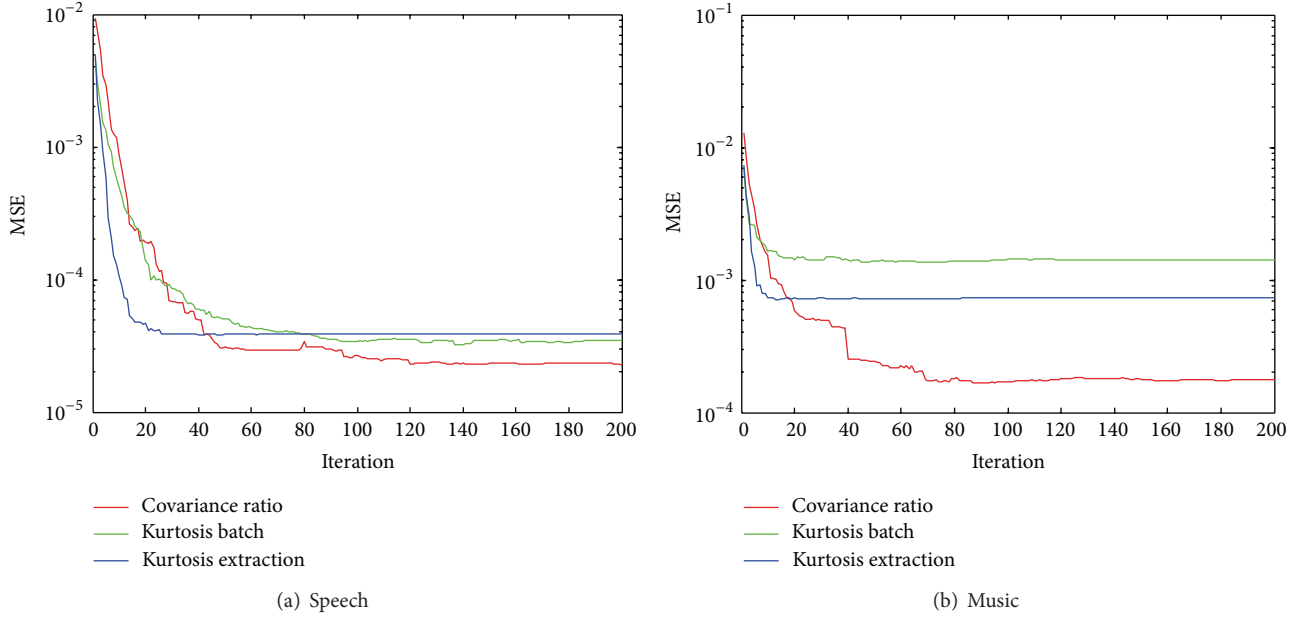 10^-2
10^-3
10^-4
10^-5
MSE
0 20 40 60 80 100 120 140 160 180 200
Iteration
Covariance ratio
Kurtosis batch
Kurtosis extraction
(a) Speech
10^-1
10^-2
10^-3
10^-4
MSE
0 20 40 60 80 100 120 140 160 180 200
Iteration
Covariance ratio
Kurtosis batch
Kurtosis extraction
(b) Music